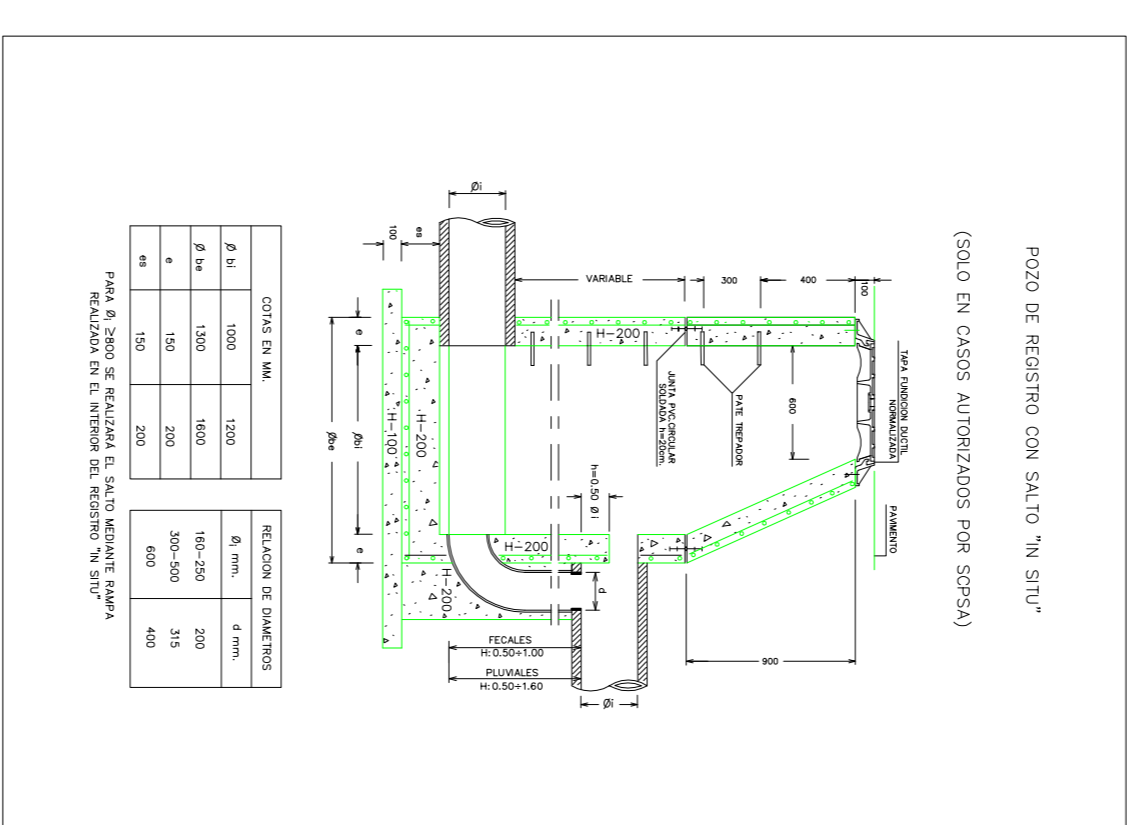 POZO DE REGISTRO CON SALTO "IN SITU"
(SOLO EN CASOS AUTORIZADOS POR SCPSA)
TAPA FUNDICION DUCTIL
NORMALIZADA
PAVIMENTO
100
400
300
VARIABLE
600
900
PATE TREPADOR
JUNTA PVC.CIRCULAR
SOLDADA h=20cm.
H-200
h=0.50 Ø i
H-200
d
Øi
Øi
FECALES
H: 0.50÷1.00
PLUVIALES
H: 0.50÷1.60
H-200
H-200
H-100
es
100
e
Øbi
e
Øbe
COTAS EN MM.
Ø bi 1000 1200
Ø be 1300 1600
e 150 200
es 150 200
RELACION DE DIAMETROS
Øi mm. d mm.
160-250 200
300-500 315
600 400
PARA Øi ≥800 SE REALIZARÁ EL SALTO MEDIANTE RAMPA
REALIZADA EN EL INTERIOR DEL REGISTRO "IN SITU"